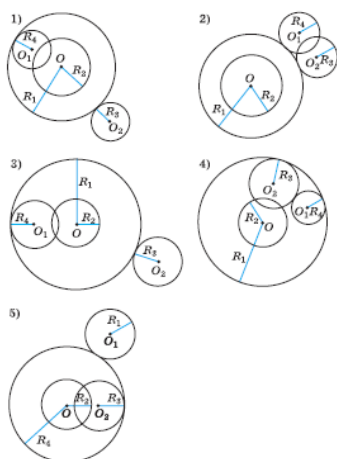 1)
R₄
O₁
O
R₂
R₁
R₃
O₂
2)
R₄
O₁
O₂
R₃
O
R₂
R₁
3)
R₁
R₄
O₁
R₂
O
R₃
O₂
4)
R₃
O₂
O₁
R₄
R₂
O
R₁
5)
R₁
O₁
R₂
R₃
O
O₂
R₄